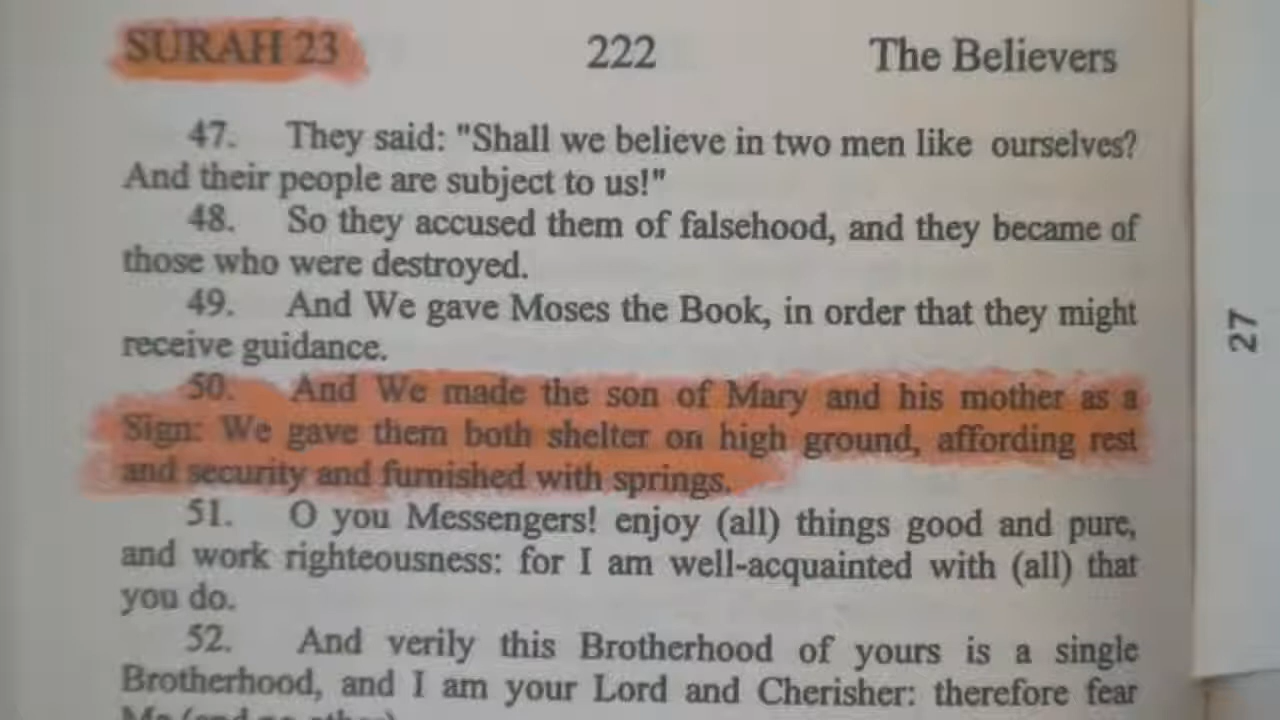 SURAH 23 222 The Believers
47. They said: "Shall we believe in two men like ourselves?
And their people are subject to us!"
48. So they accused them of falsehood, and they became of
those who were destroyed.
49. And We gave Moses the Book, in order that they might
receive guidance.
50. And We made the son of Mary and his mother as a
Sign: We gave them both shelter on high ground, affording rest
and security and furnished with springs.
51. O you Messengers! enjoy (all) things good and pure,
and work righteousness: for I am well-acquainted with (all) that
you do.
52. And verily this Brotherhood of yours is a single
Brotherhood, and I am your Lord and Cherisher: therefore fear
Me (and no other).
27